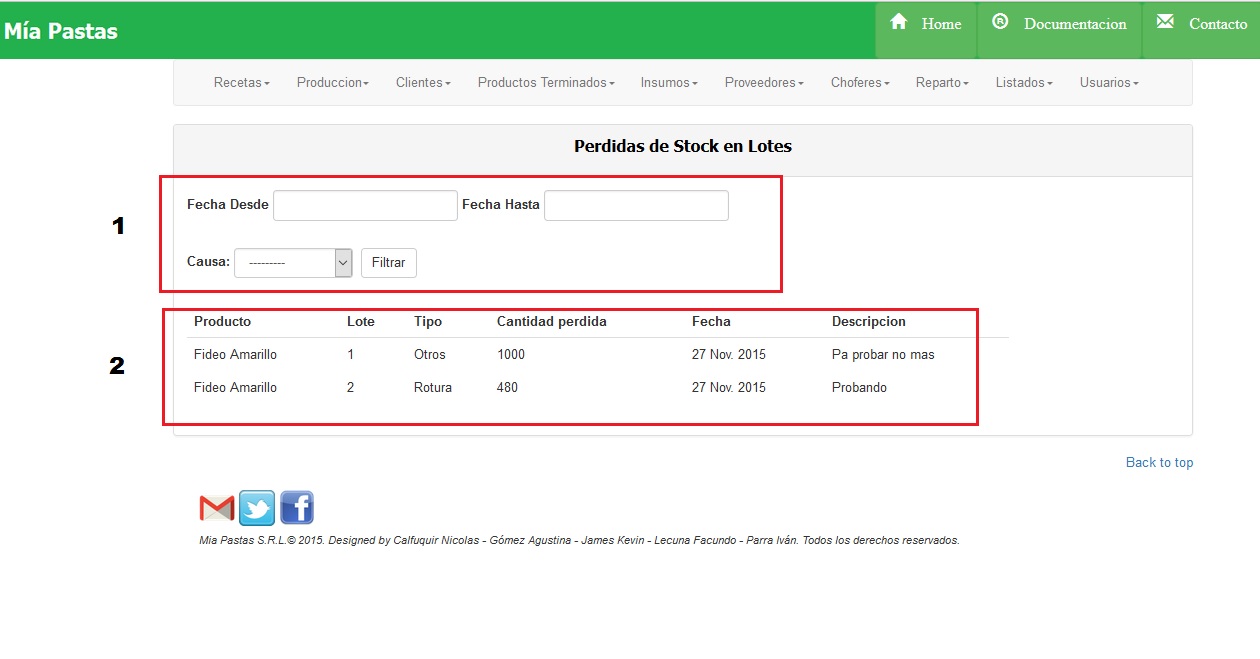 Mía Pastas
Home Documentacion Contacto
Recetas Produccion Clientes Productos Terminados Insumos Proveedores Choferes Reparto Listados Usuarios
Perdidas de Stock en Lotes
1
Fecha Desde Fecha Hasta
Causa: --------- Filtrar
2
Producto Lote Tipo Cantidad perdida Fecha Descripcion
Fideo Amarillo 1 Otros 1000 27 Nov. 2015 Pa probar no mas
Fideo Amarillo 2 Rotura 480 27 Nov. 2015 Probando
Back to top
Mia Pastas S.R.L.© 2015. Designed by Calfuquir Nicolas - Gómez Agustina - James Kevin - Lecuna Facundo - Parra Iván. Todos los derechos reservados.